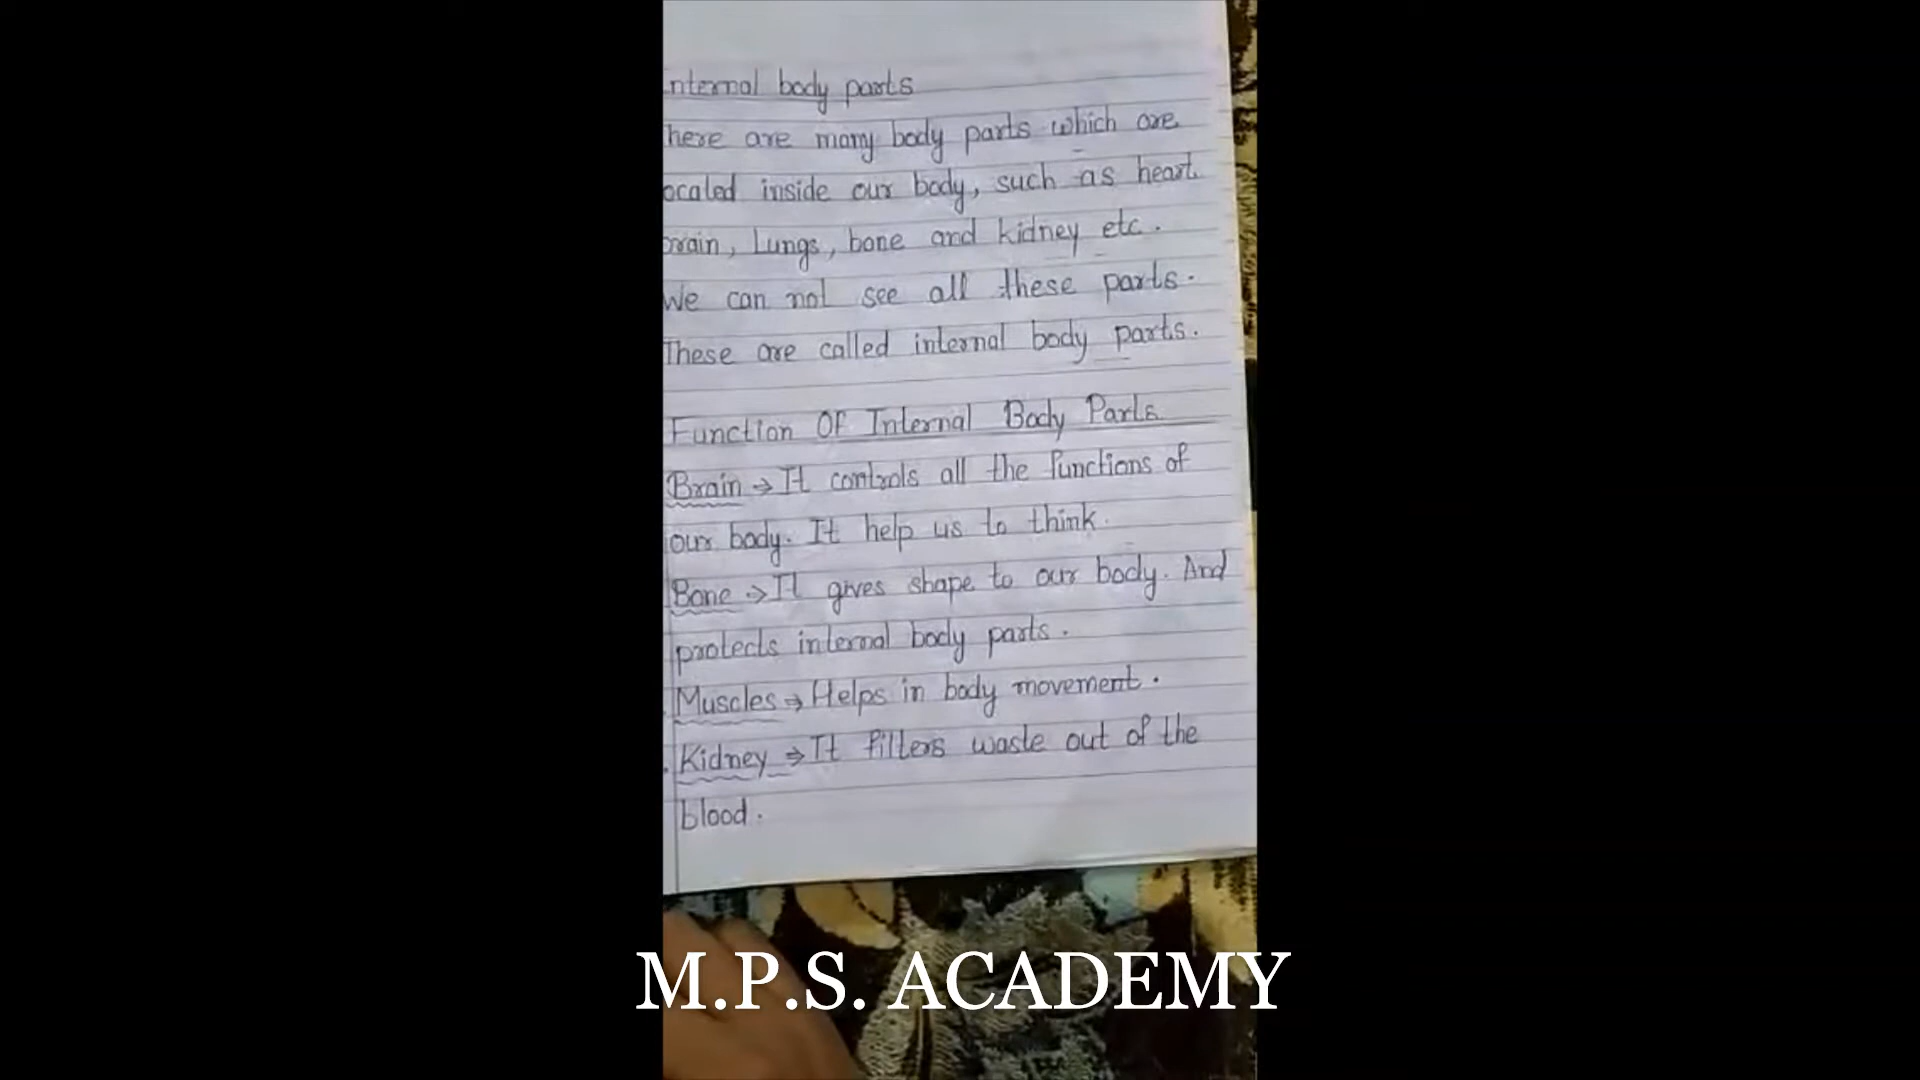 nternal body parts
here are many body parts which are
ocated inside our body, such as heart
rain, Lungs, bone and kidney etc.
We can not see all these parts.
These are called internal body parts.
Function Of Internal Body Parts
Brain → It controls all the functions of
our body. It help us to think.
Bone → It gives shape to our body. And
protects internal body parts.
Muscles → Helps in body movement.
Kidney → It filters waste out of the
blood.
M.P.S. ACADEMY